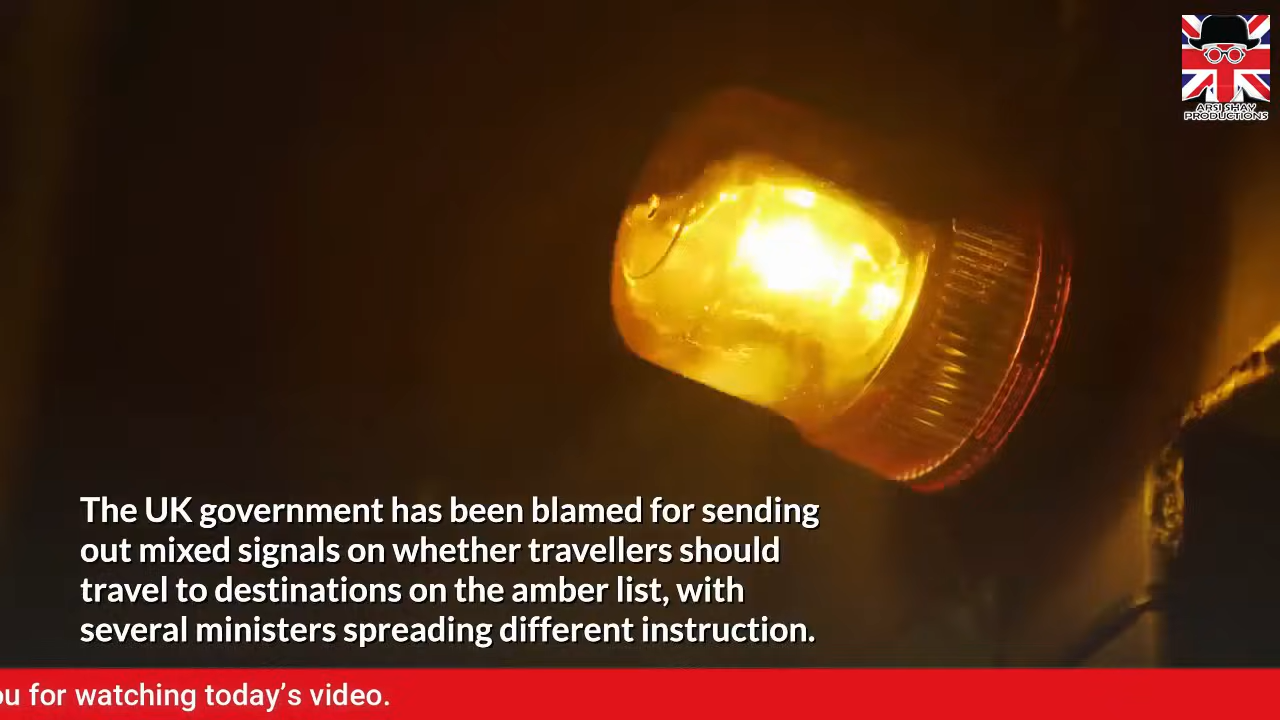 ARSI SHAY
PRODUCTIONS
The UK government has been blamed for sending
out mixed signals on whether travellers should
travel to destinations on the amber list, with
several ministers spreading different instruction.
ou for watching today’s video.